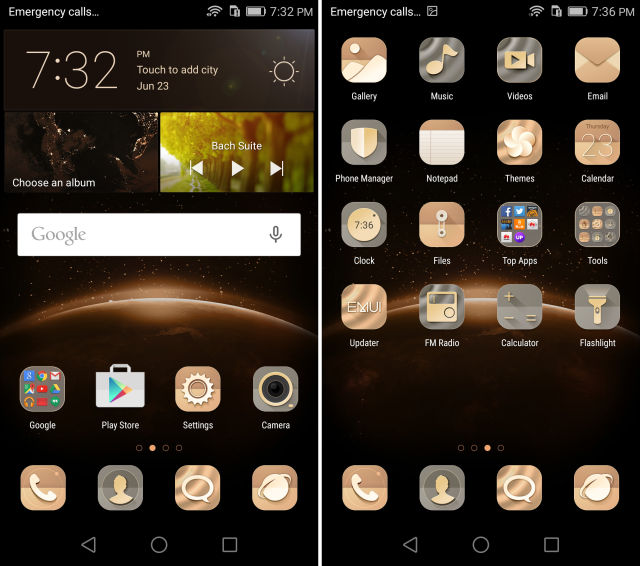 Emergency calls...
7:32 PM
7:32
PM
Touch to add city
Jun 23
Choose an album
Bach Suite
Google
Google
Play Store
Settings
Camera
Emergency calls...
7:36 PM
Gallery
Music
Videos
Email
Phone Manager
Notepad
Themes
Thursday
23
Calendar
7:36
Clock
Files
UP
Top Apps
Tools
EMUI
Updater
FM Radio
Calculator
Flashlight